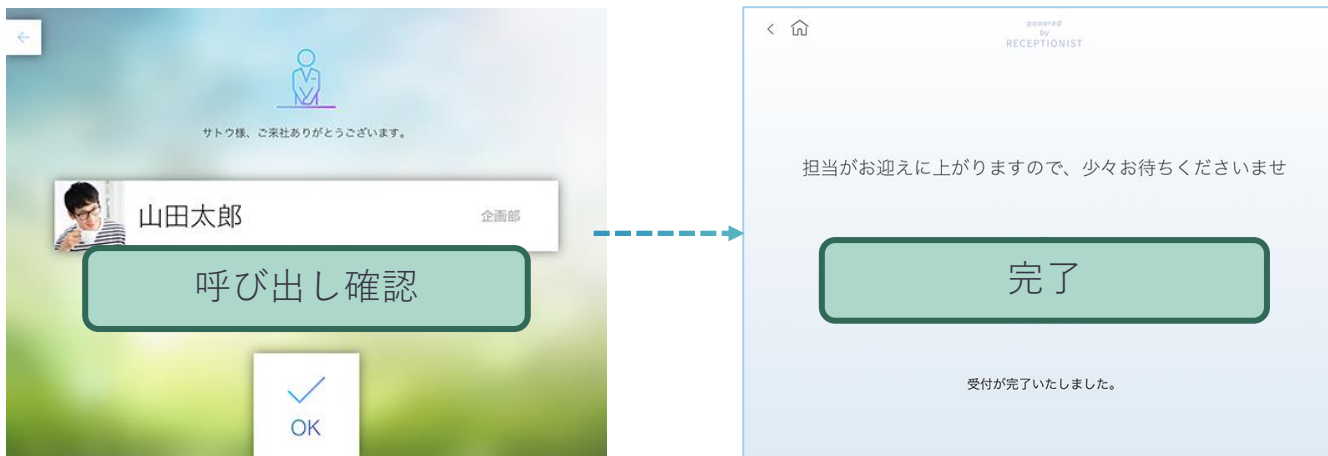 サトウ様、ご来社ありがとうございます。
山田太郎
企画部
呼び出し確認
OK
powered
by
RECEPTIONIST
担当がお迎えに上がりますので、少々お待ちくださいませ
完了
受付が完了いたしました。